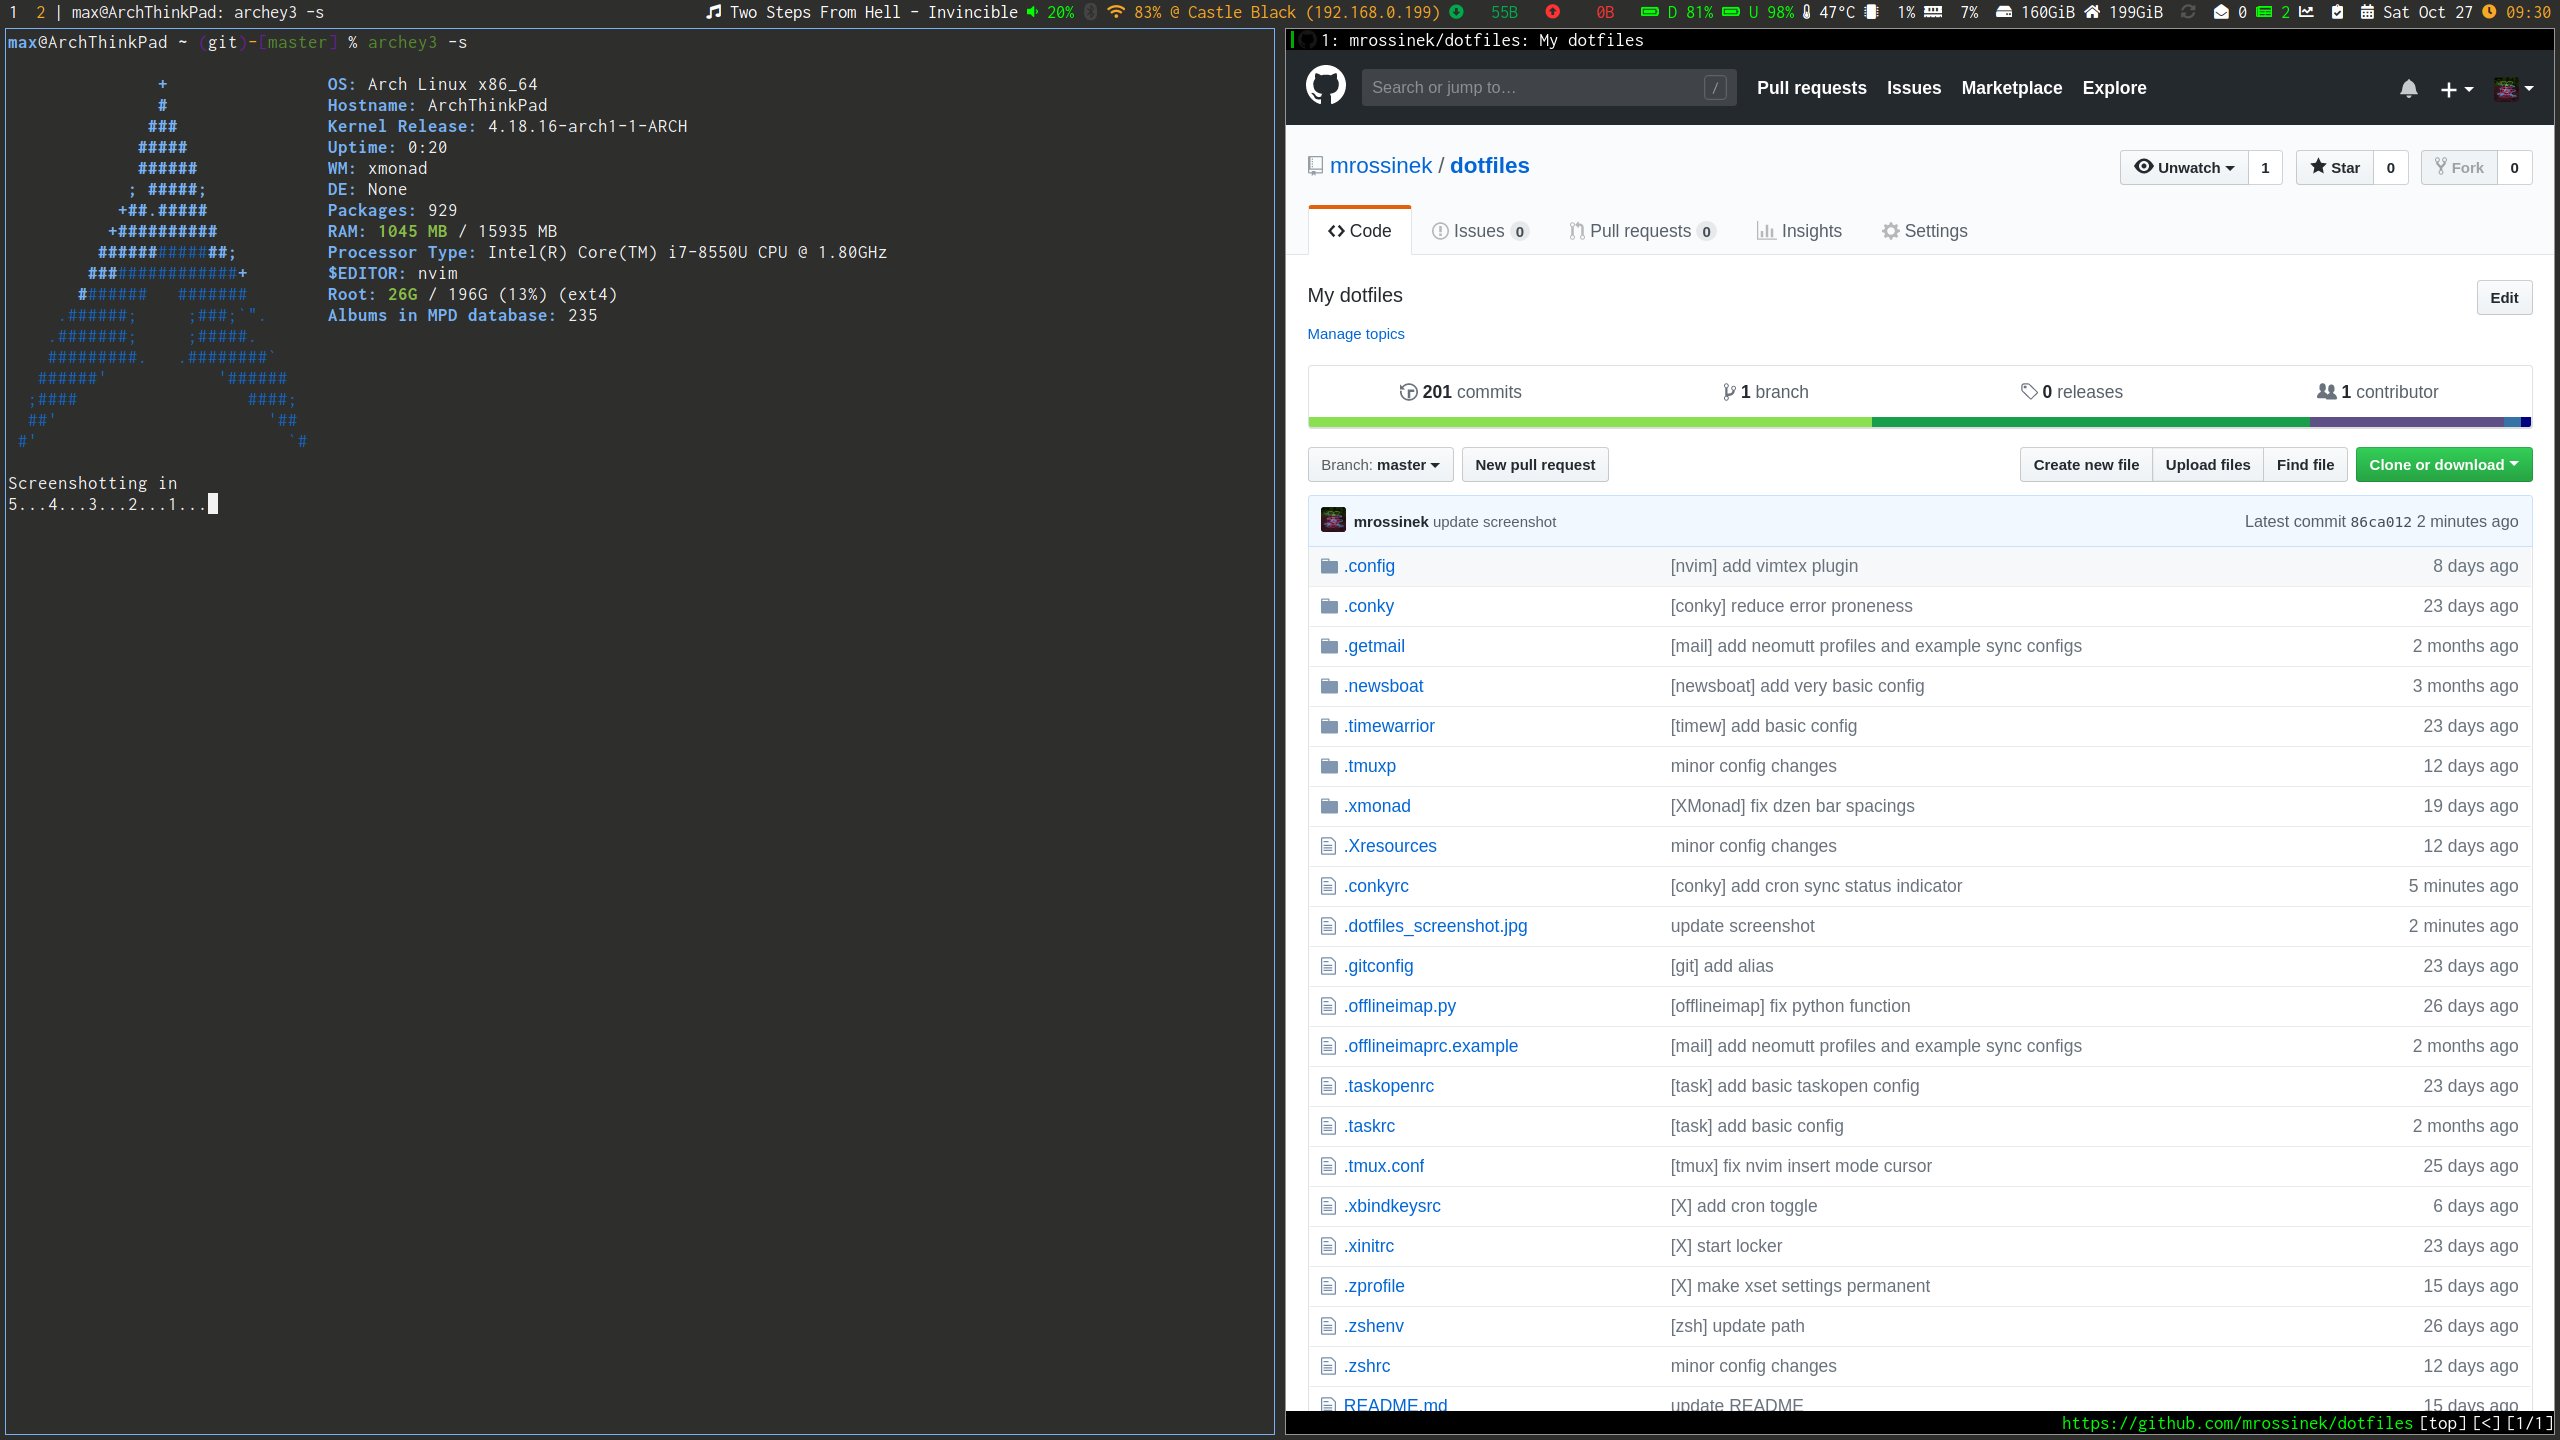 1 2 | max@ArchThinkPad: archey3 -s
Two Steps From Hell - Invincible 20% 83% @ Castle Black (192.168.0.199) 55B 0B D 81% U 98% 47°C 1% 7% 160GiB 199GiB 0 2 Sat Oct 27 09:30
max@ArchThinkPad ~ (git)-[master] % archey3 -s
+ OS: Arch Linux x86_64
# Hostname: ArchThinkPad
### Kernel Release: 4.18.16-arch1-1-ARCH
##### Uptime: 0:20
###### WM: xmonad
; #####; DE: None
+##.##### Packages: 929
+########## RAM: 1045 MB / 15935 MB
#############; Processor Type: Intel(R) Core(TM) i7-8550U CPU @ 1.80GHz
###############+ $EDITOR: nvim
####### ####### Root: 26G / 196G (13%) (ext4)
.######; ;###;`". Albums in MPD database: 235
.#######; ;#####.
#########. .########`
######' '######
;#### ####;
##' '##
#' `#
Screenshotting in
5...4...3...2...1...
1: mrossinek/dotfiles: My dotfiles
Search or jump to… / Pull requests Issues Marketplace Explore
mrossinek / dotfiles
Unwatch 1 Star 0 Fork 0
Code Issues 0 Pull requests 0 Insights Settings
My dotfiles Edit
Manage topics
201 commits 1 branch 0 releases 1 contributor
Branch: master New pull request Create new file Upload files Find file Clone or download
mrossinek update screenshot Latest commit 86ca012 2 minutes ago
.config [nvim] add vimtex plugin 8 days ago
.conky [conky] reduce error proneness 23 days ago
.getmail [mail] add neomutt profiles and example sync configs 2 months ago
.newsboat [newsboat] add very basic config 3 months ago
.timewarrior [timew] add basic config 23 days ago
.tmuxp minor config changes 12 days ago
.xmonad [XMonad] fix dzen bar spacings 19 days ago
.Xresources minor config changes 12 days ago
.conkyrc [conky] add cron sync status indicator 5 minutes ago
.dotfiles_screenshot.jpg update screenshot 2 minutes ago
.gitconfig [git] add alias 23 days ago
.offlineimap.py [offlineimap] fix python function 26 days ago
.offlineimaprc.example [mail] add neomutt profiles and example sync configs 2 months ago
.taskopenrc [task] add basic taskopen config 23 days ago
.taskrc [task] add basic config 2 months ago
.tmux.conf [tmux] fix nvim insert mode cursor 25 days ago
.xbindkeysrc [X] add cron toggle 6 days ago
.xinitrc [X] start locker 23 days ago
.zprofile [X] make xset settings permanent 15 days ago
.zshenv [zsh] update path 26 days ago
.zshrc minor config changes 12 days ago
README.md update README 15 days ago
https://github.com/mrossinek/dotfiles [top][<][1/1]